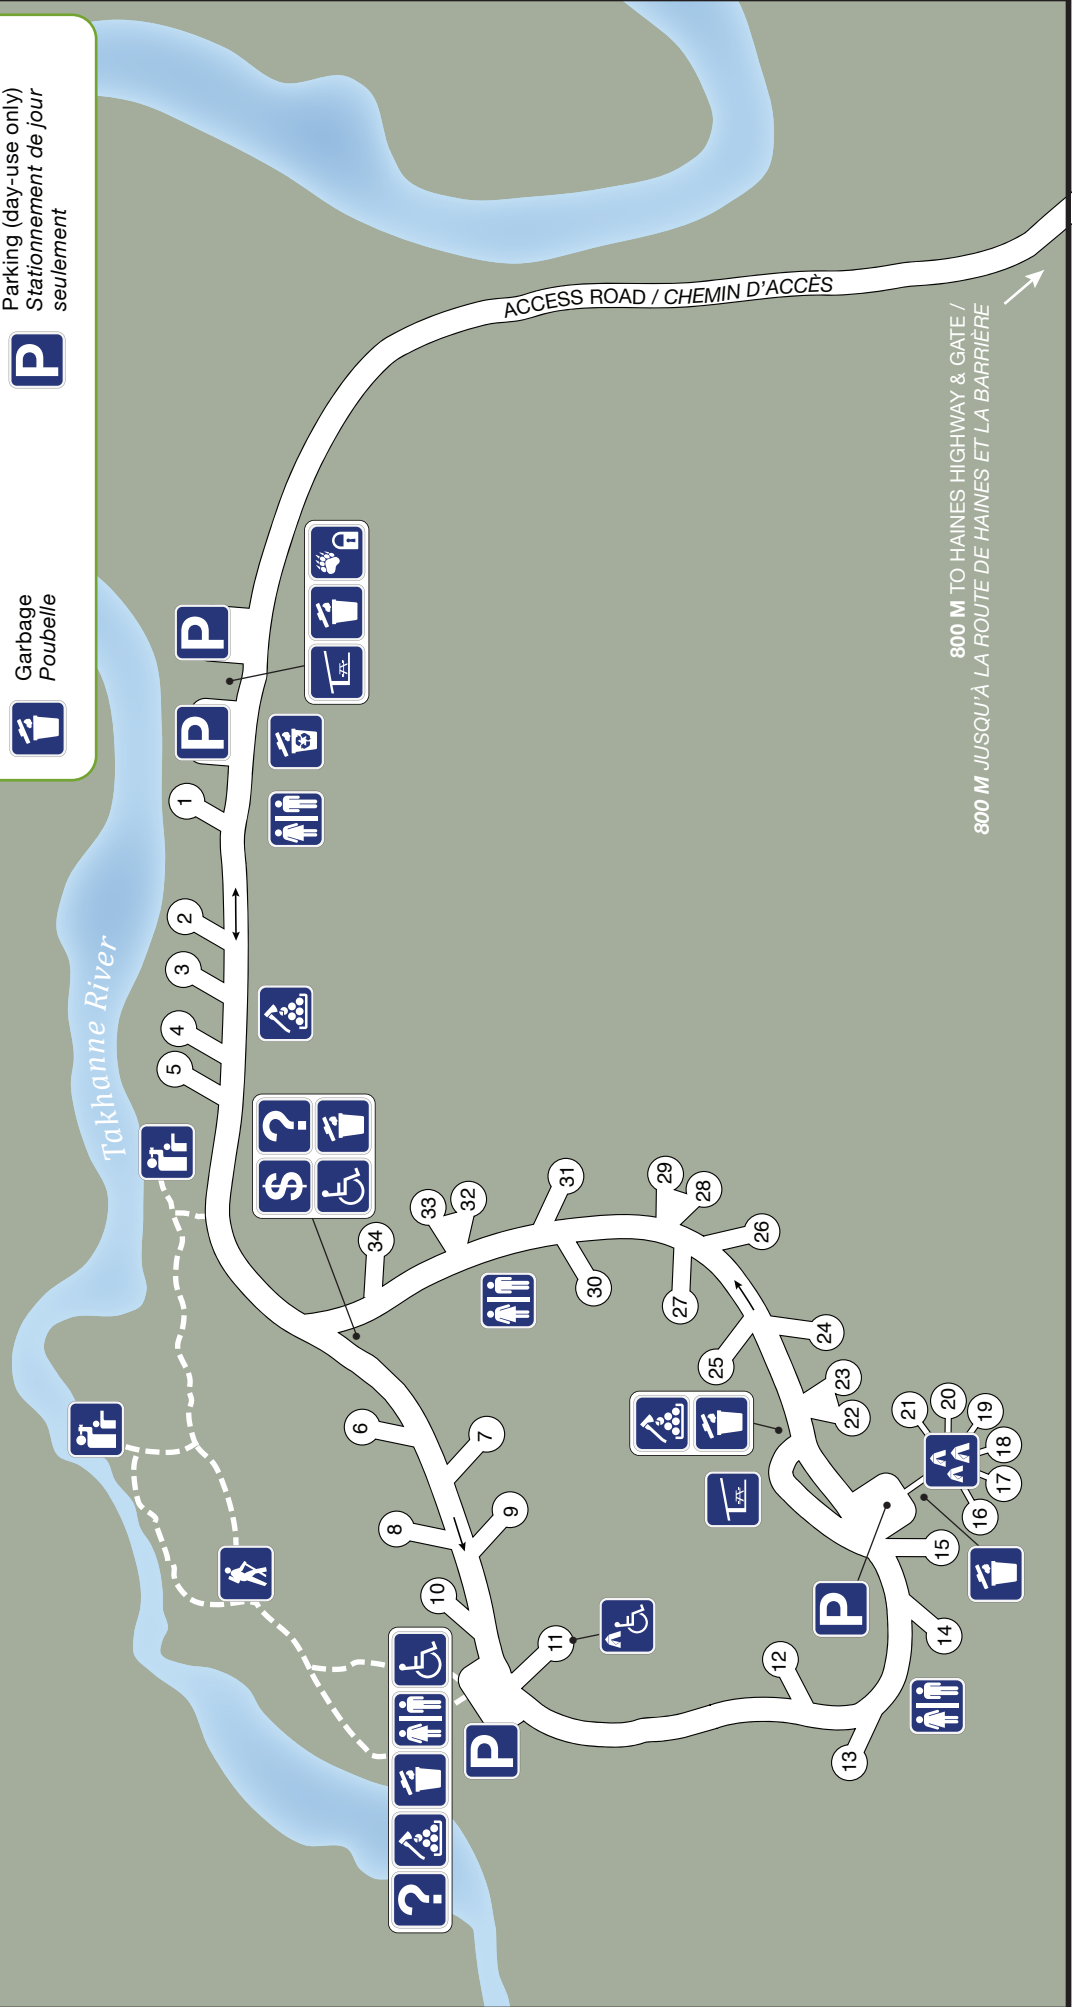 Garbage
Poubelle
P
Parking (day-use only)
Stationnement de jour
seulement
Takhanne River
P
P
1
2
3
4
5
$
?
34
33
32
31
30
29
28
27
26
25
24
23
22
21
20
19
18
17
16
15
14
13
12
11
10
9
8
7
6
P
P
?
ACCESS ROAD / CHEMIN D'ACCÈS
800 M TO HAINES HIGHWAY & GATE /
800 M JUSQU'À LA ROUTE DE HAINES ET LA BARRIÈRE